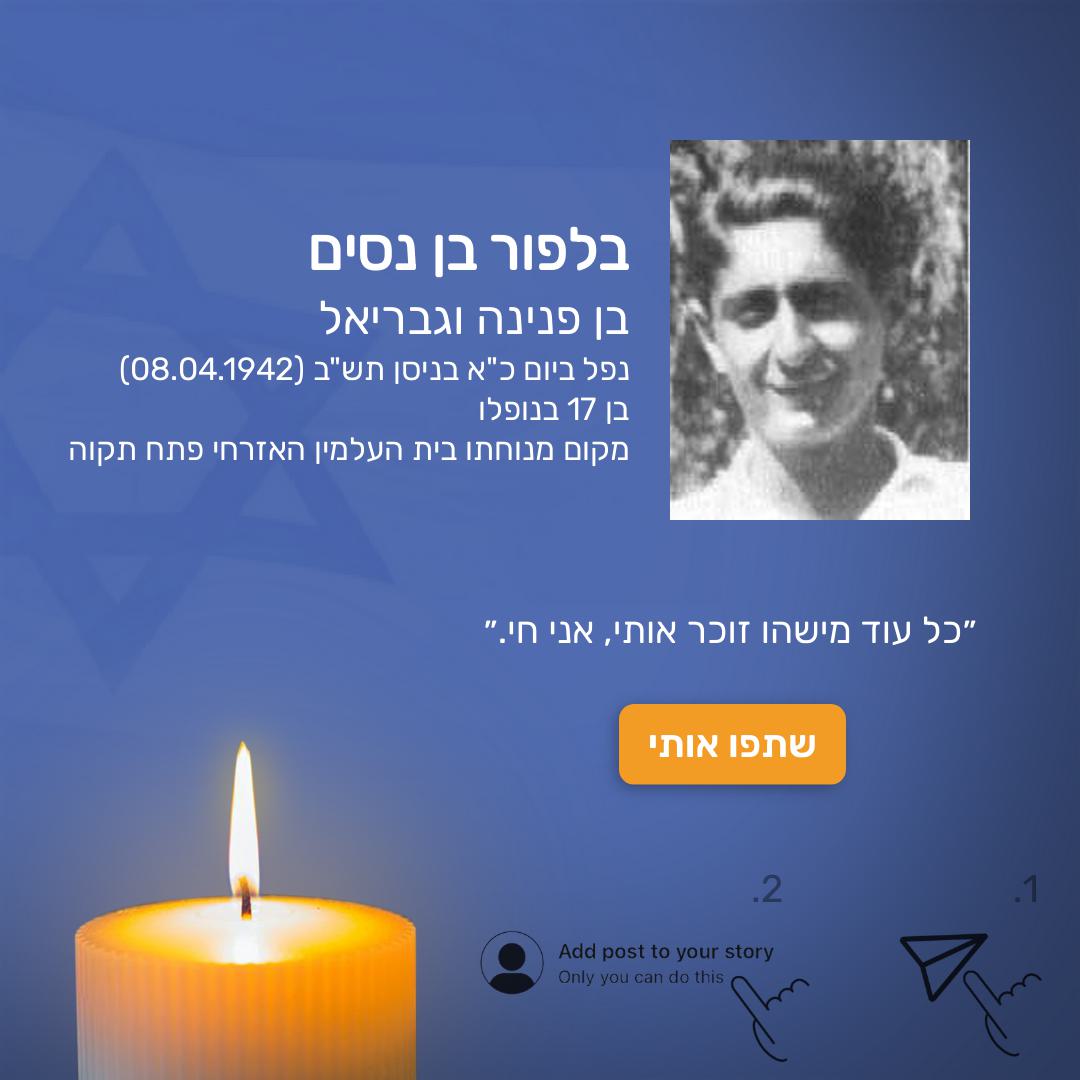 בלפור בן נסים
בן פנינה וגבריאל
נפל ביום כ"א בניסן תש"ב (08.04.1942)
בן 17 בנופלו
מקום מנוחתו בית העלמין האזרחי פתח תקוה
״כל עוד מישהו זוכר אותי, אני חי.״
שתפו אותי
.1
.2
Add post to your story
Only you can do this